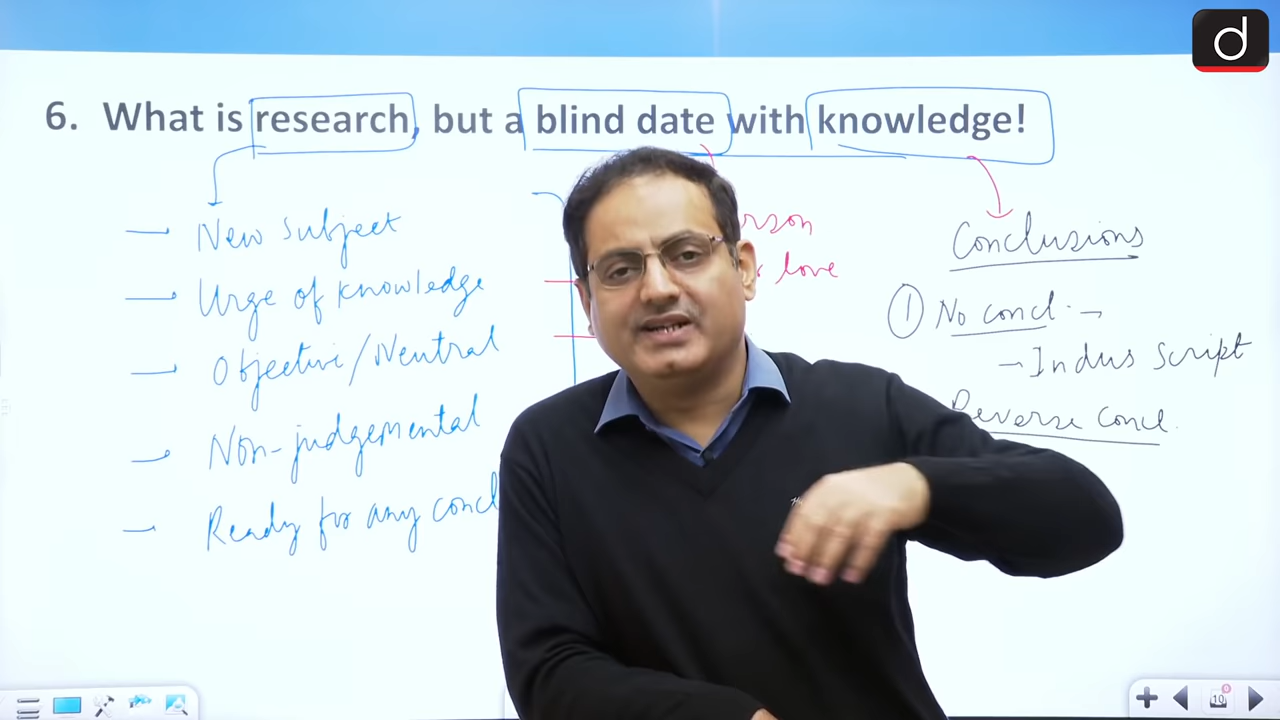 d
6. What is research, but a blind date with knowledge!
New Subject
Urge of knowledge
Objective/Neutral
Non-judgemental
Ready for any concl
love
Conclusions
① No concl.
Indus Script
Reverse Concl.
10